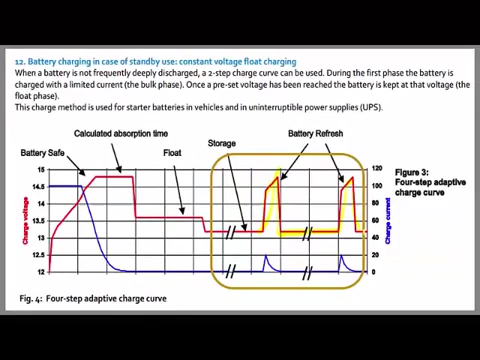 12. Battery charging in case of standby use: constant voltage float charging
When a battery is not frequently deeply discharged, a 2-step charge curve can be used. During the first phase the battery is
charged with a limited current (the bulk phase). Once a pre-set voltage has been reached the battery is kept at that voltage (the
float phase).
This charge method is used for starter batteries in vehicles and in uninterruptible power supplies (UPS).
Calculated absorption time
Battery Refresh
Battery Safe
Float
Storage
Figure 3:
Four-step adaptive
charge curve
Charge voltage
15
14.5
14
13.5
13
12.5
12
120
100
80
60
40
20
0
Charge current
Fig. 4: Four-step adaptive charge curve